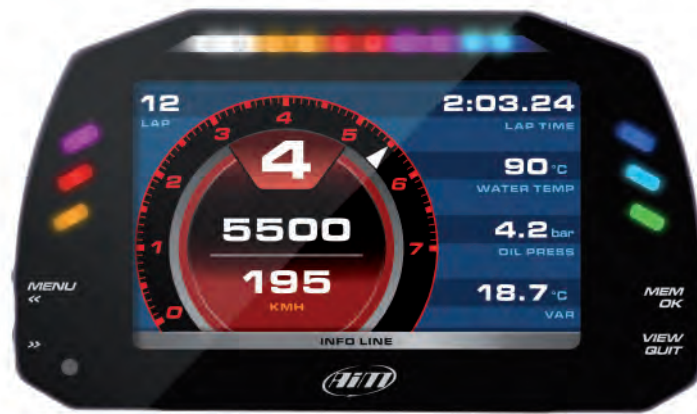 12
LAP
2:03.24
LAP TIME
0
1
2
3
4
5
6
7
4
5500
195
KMH
90 °C
WATER TEMP
4.2 bar
OIL PRESS
18.7 °C
VAR
INFO LINE
MENU
<<
>>
MEM
OK
VIEW
QUIT
AiM